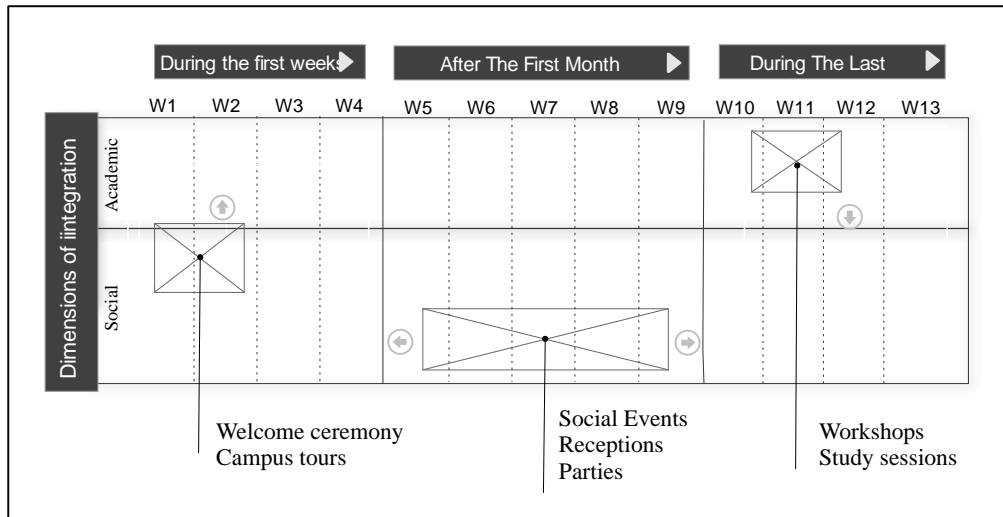 During the first weeks
After The First Month
During The Last
W1 W2 W3 W4 W5 W6 W7 W8 W9 W10 W11 W12 W13
Dimensions of iintegration
Academic
Social
Welcome ceremony
Campus tours
Social Events
Receptions
Parties
Workshops
Study sessions